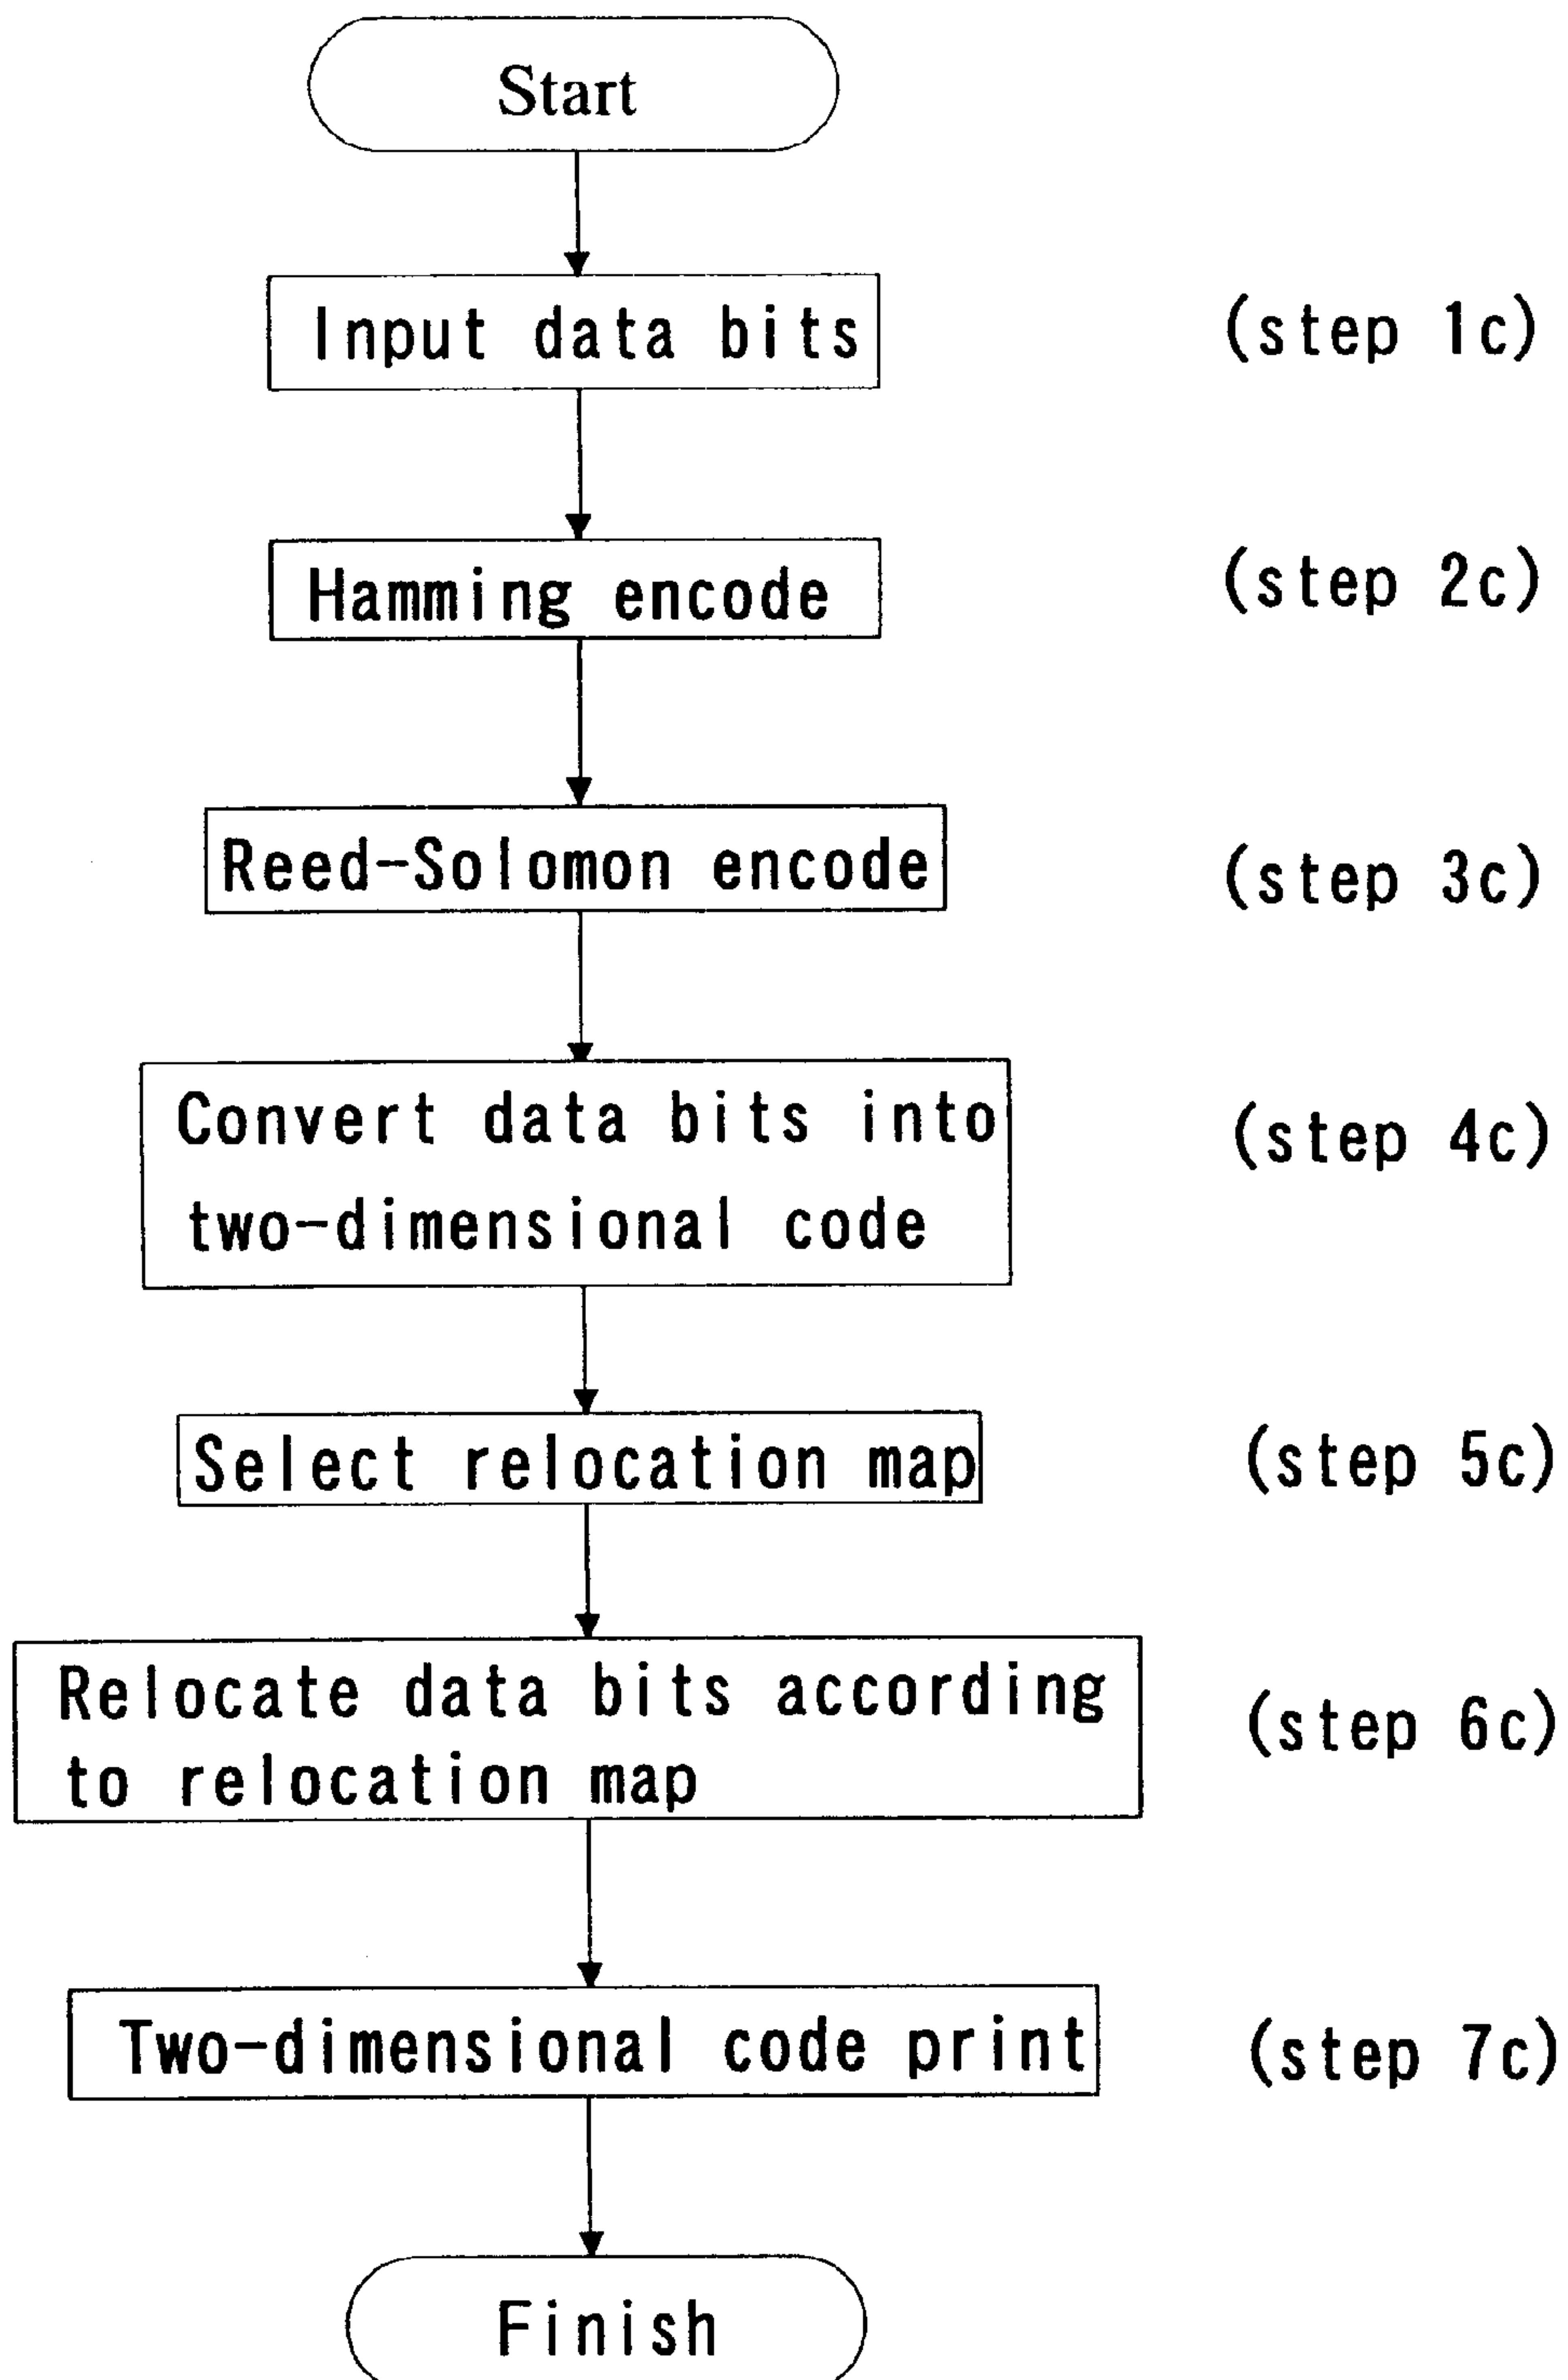 Start
Input data bits (step 1c)
Hamming encode (step 2c)
Reed-Solomon encode (step 3c)
Convert data bits into
two-dimensional code
(step 4c)
Select relocation map (step 5c)
Relocate data bits according
to relocation map
(step 6c)
Two-dimensional code print (step 7c)
Finish